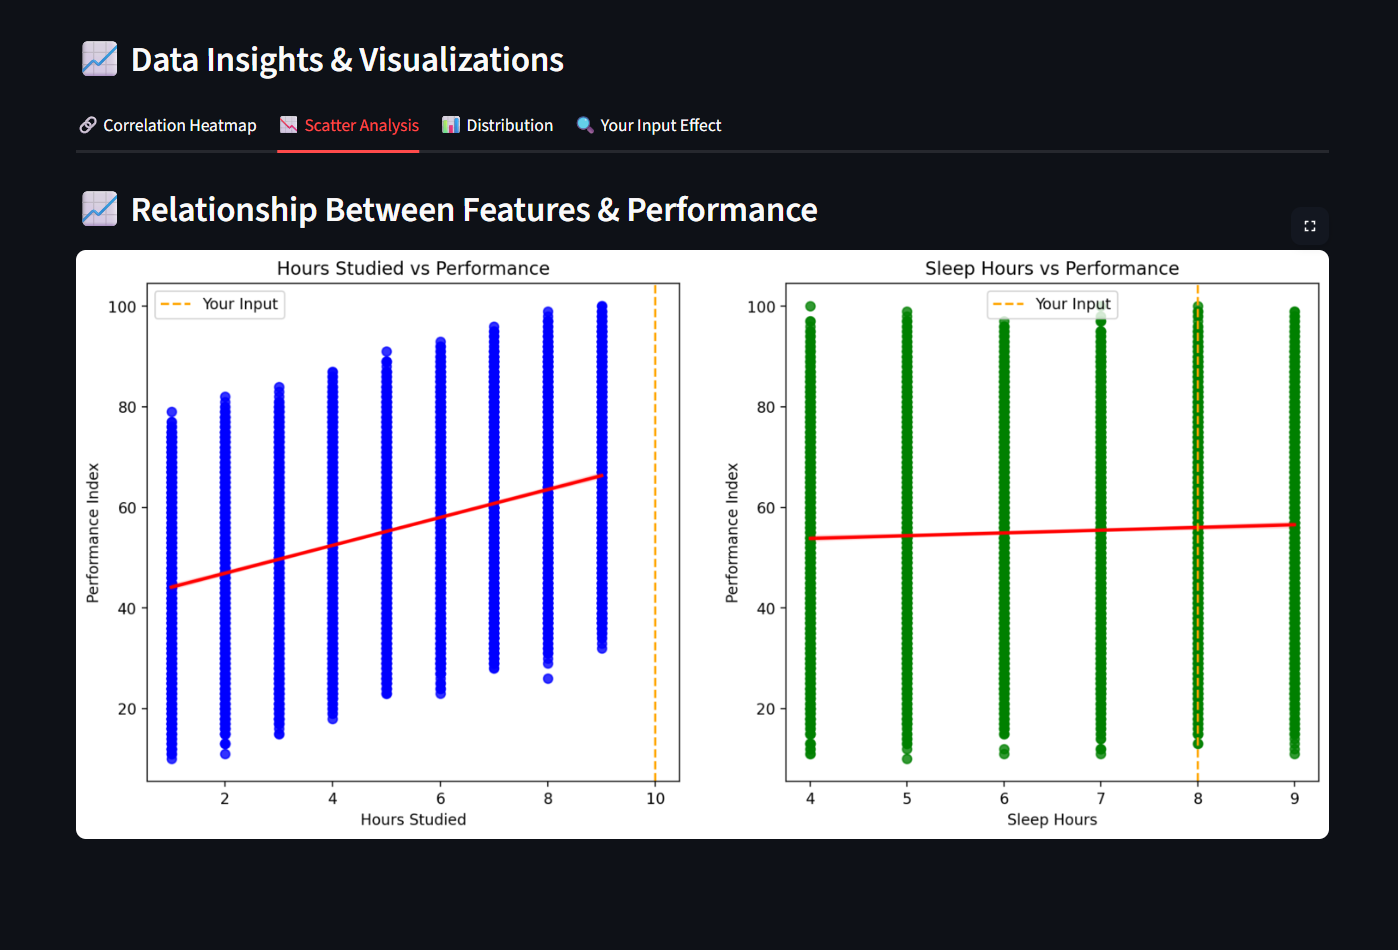 Data Insights & Visualizations
Correlation Heatmap Scatter Analysis Distribution Your Input Effect
Relationship Between Features & Performance
Hours Studied vs Performance
Your Input
100
80
60
40
20
Performance Index
2 4 6 8 10
Hours Studied
Sleep Hours vs Performance
Your Input
100
80
60
40
20
Performance Index
4 5 6 7 8 9
Sleep Hours